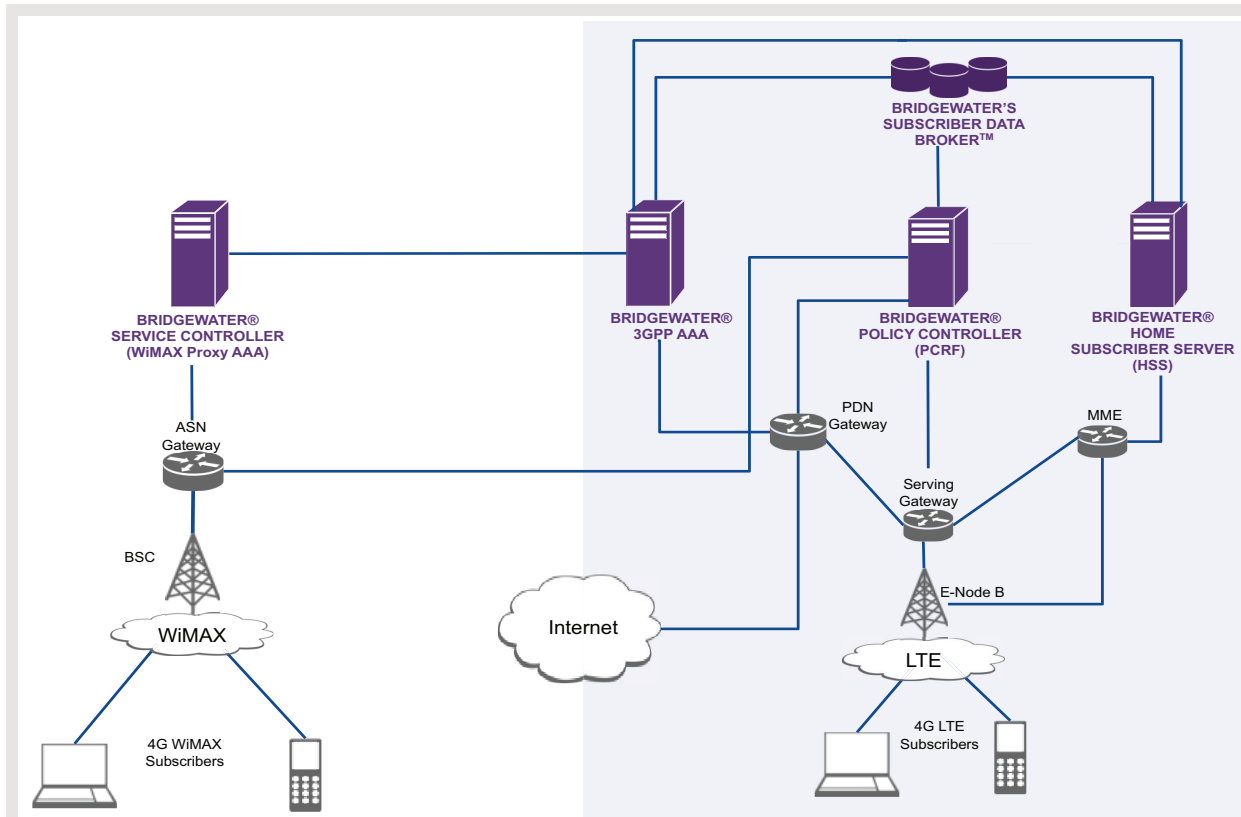 BRIDGEWATER'S
SUBSCRIBER DATA
BROKER™
BRIDGEWATER®
SERVICE CONTROLLER
(WiMAX Proxy AAA)
BRIDGEWATER®
3GPP AAA
BRIDGEWATER®
POLICY CONTROLLER
(PCRF)
BRIDGEWATER®
HOME
SUBSCRIBER SERVER
(HSS)
ASN
Gateway
PDN
Gateway
MME
Serving
Gateway
BSC
E-Node B
WiMAX
Internet
LTE
4G WiMAX
Subscribers
4G LTE
Subscribers